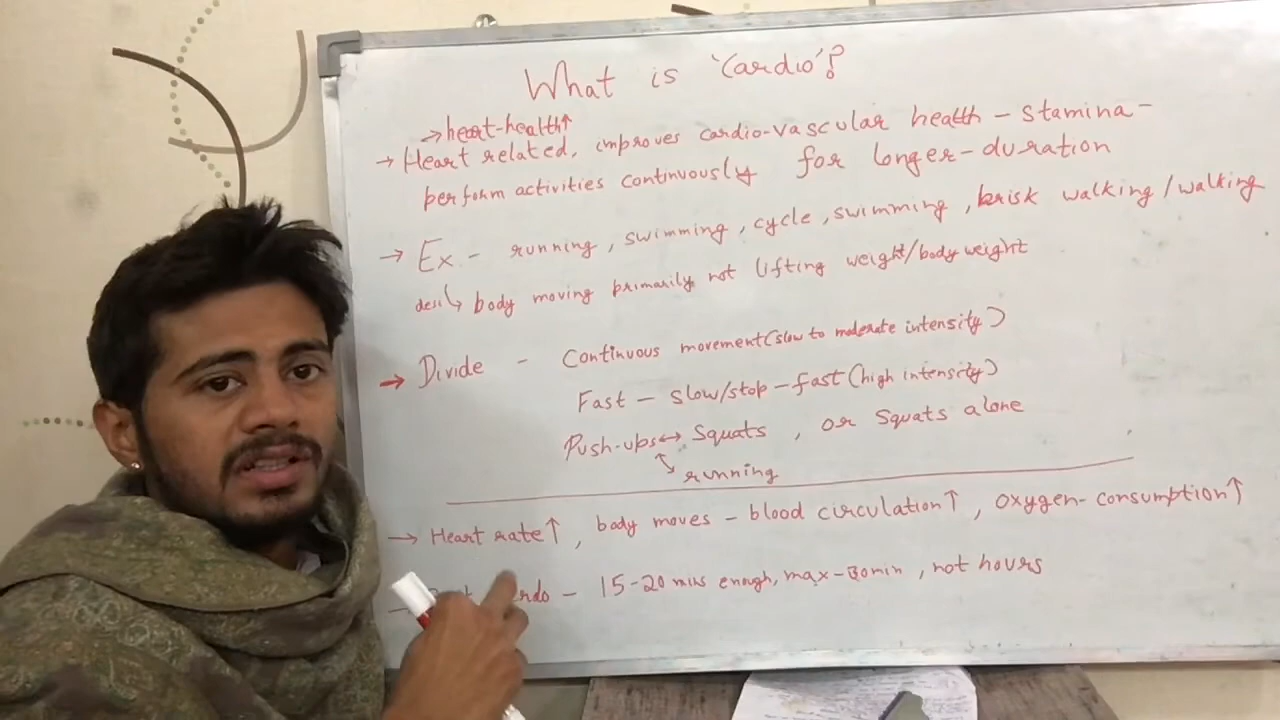 What is 'Cardio'?
→ heart-health↑
→ Heart related, improves cardio-vascular health - stamina -
perform activities continuously for longer-duration
→ Ex - running, swimming, cycle, swimming, brisk walking/walking
body moving primarily not lifting weight/body weight
→ Divide - Continuous movement (slow to moderate intensity)
Fast - slow/stop - fast (high intensity)
Push-ups ↔ Squats, or Squats alone
running
→ Heart rate↑, body moves - blood circulation↑, oxygen-consumption↑
- 15-20 mins enough, max-30min, not hours